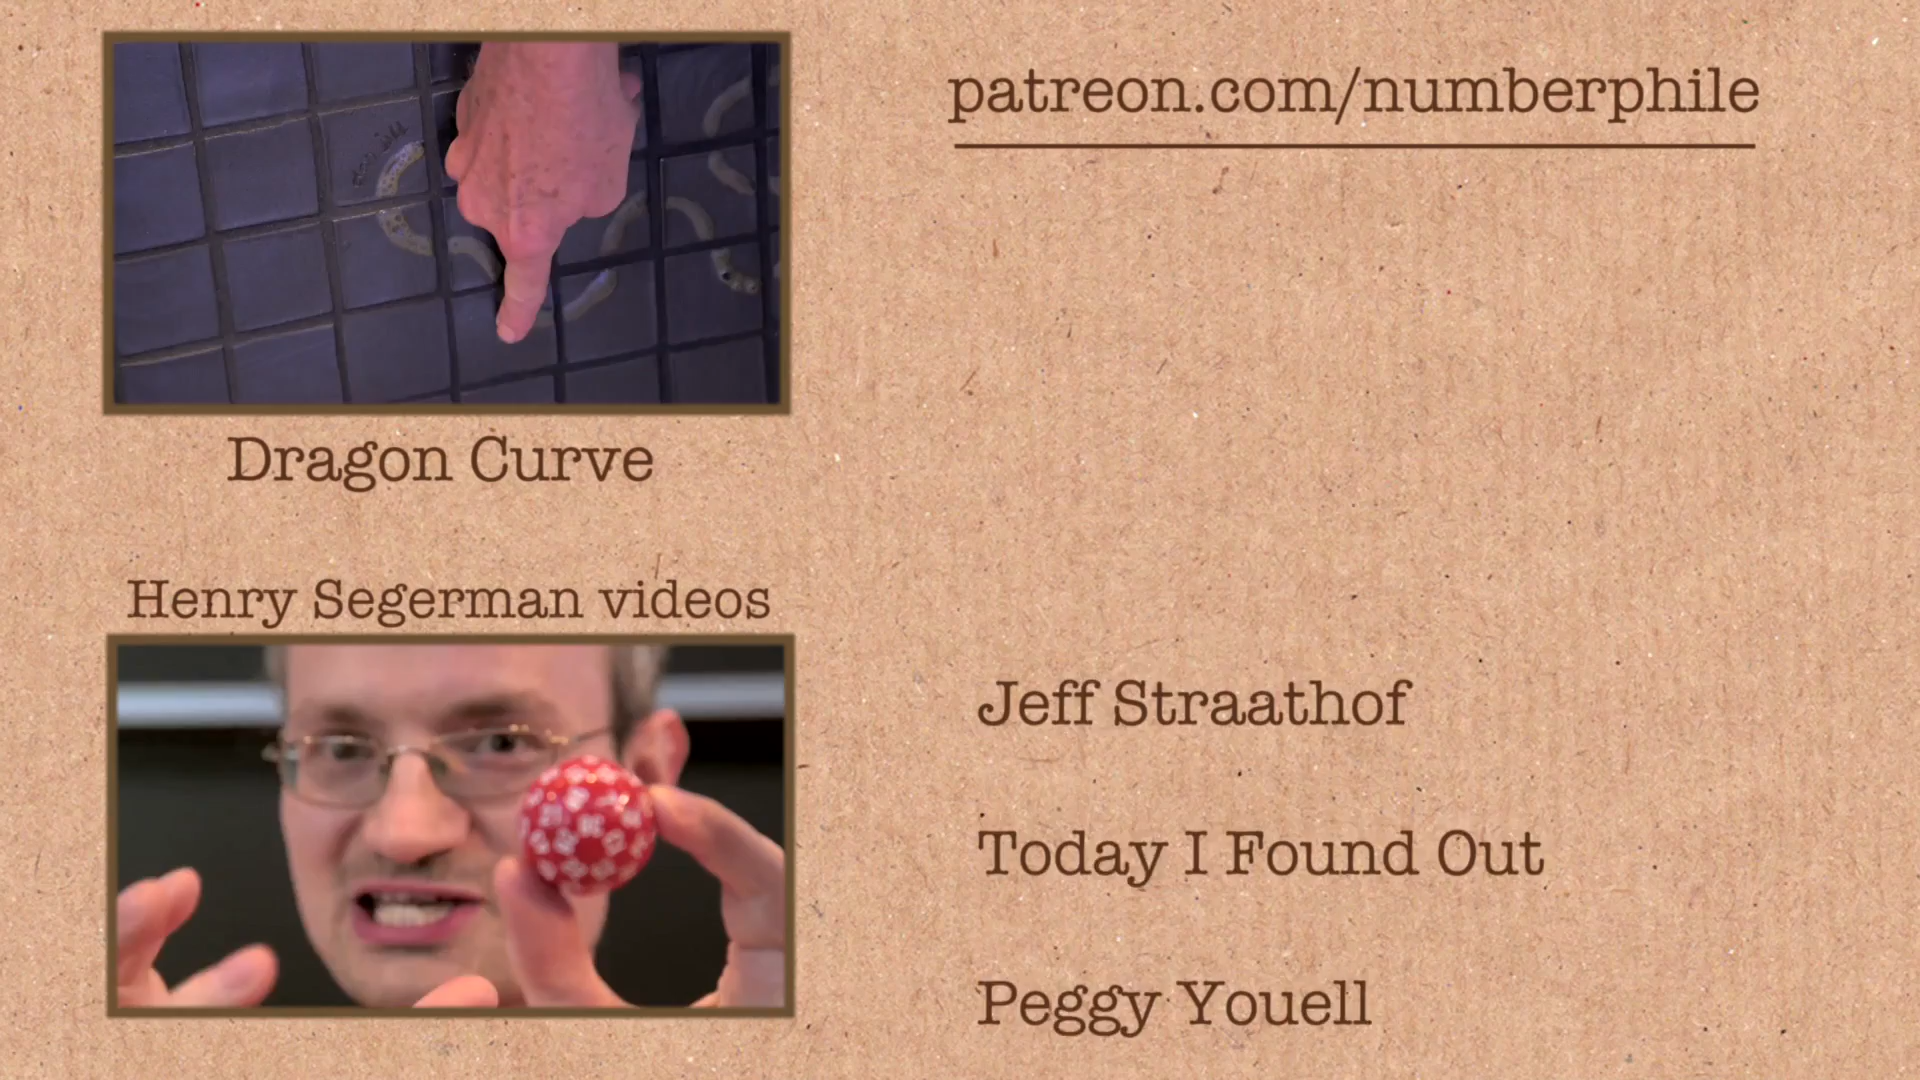 patreon.com/numberphile
Dragon Curve
Henry Segerman videos
Jeff Straathof
Today I Found Out
Peggy Youell